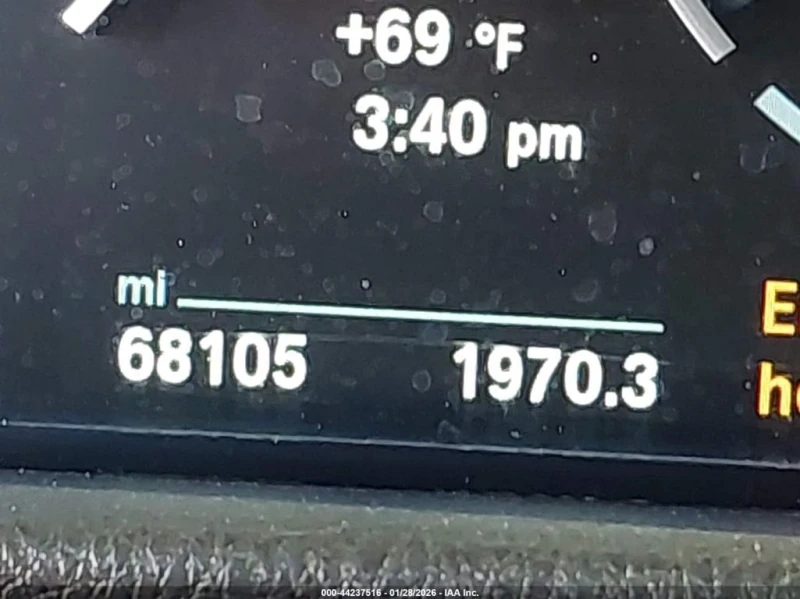 +69 °F
3:40 pm
mi
68105 1970.3
E
000-44237516 - 01/28/2026 - IAA Inc.